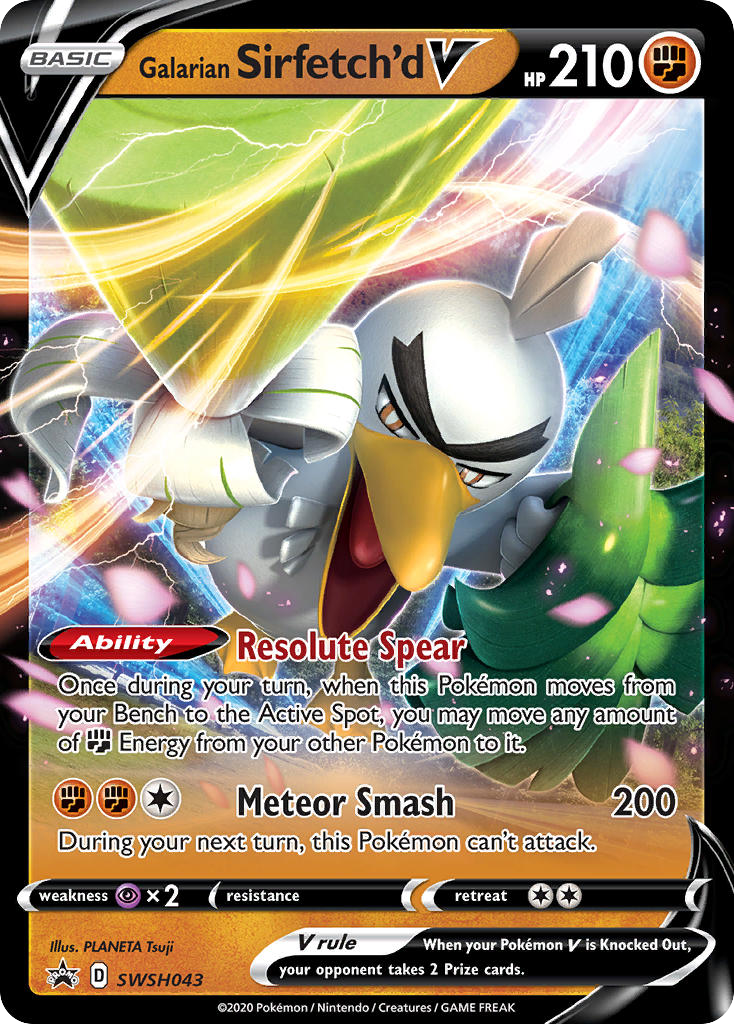 BASIC
Galarian Sirfetch'd V HP 210
Ability Resolute Spear
Once during your turn, when this Pokémon moves from
your Bench to the Active Spot, you may move any amount
of Energy from your other Pokémon to it.
Meteor Smash 200
During your next turn, this Pokémon can't attack.
weakness ×2 resistance retreat
Illus. PLANETA Tsuji
V rule When your Pokémon V is Knocked Out,
your opponent takes 2 Prize cards.
PROMO D SWSH043
©2020 Pokémon / Nintendo / Creatures / GAME FREAK